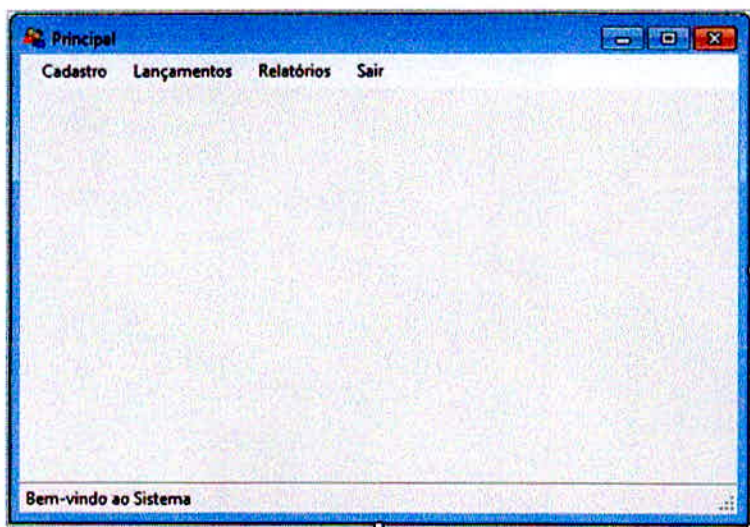 Principal
Cadastro Lançamentos Relatórios Sair
Bem-vindo ao Sistema